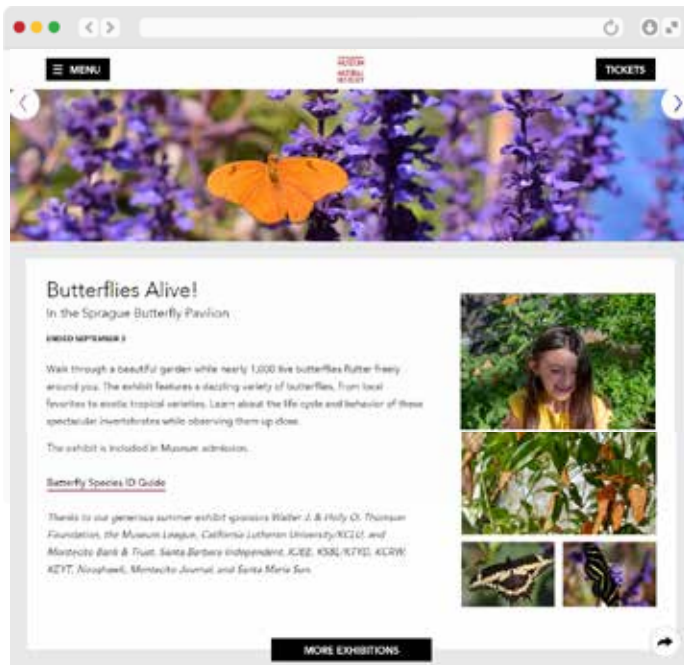 ☰ MENU
MUSEUM
NATURAL
HISTORY
TICKETS
Butterflies Alive!
In the Sprague Butterfly Pavilion
ENDED SEPTEMBER 3
Walk through a beautiful garden while nearly 1,000 live butterflies flutter freely
around you. The exhibit features a dazzling variety of butterflies, from local
favorites to exotic tropical varieties. Learn about the life cycle and behavior of these
spectacular invertebrates while observing them up close.
The exhibit is included in Museum admission.
Butterfly Species ID Guide
Thanks to our generous summer exhibit sponsors Walter J. & Holly O. Thomson
Foundation, the Museum League, California Lutheran University/KCLU, and
Montecito Bank & Trust, Santa Barbara Independent, KJEE, KSBL/KTYD, KCRW,
KEYT, Noozhawk, Montecito Journal, and Santa Maria Sun.
MORE EXHIBITIONS